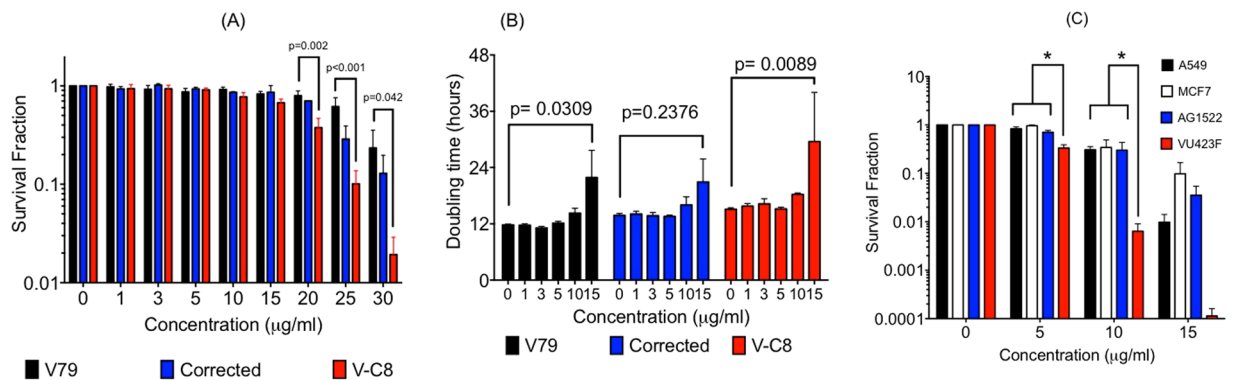 (A)
p=0.002
p<0.001
p=0.042
Survival Fraction
1
0.1
0.01
0 1 3 5 10 15 20 25 30
Concentration (µg/ml)
V79 Corrected V-C8
(B)
48
36
24
12
0
Doubling time (hours)
p= 0.0309
p=0.2376
p= 0.0089
0 1 3 5 1015 0 1 3 5 1015 0 1 3 5 1015
Concentration (µg/ml)
V79 Corrected V-C8
(C)
* *
A549
MCF7
AG1522
VU423F
Survival Fraction
10
1
0.1
0.01
0.001
0.0001
0 5 10 15
Concentration (µg/ml)